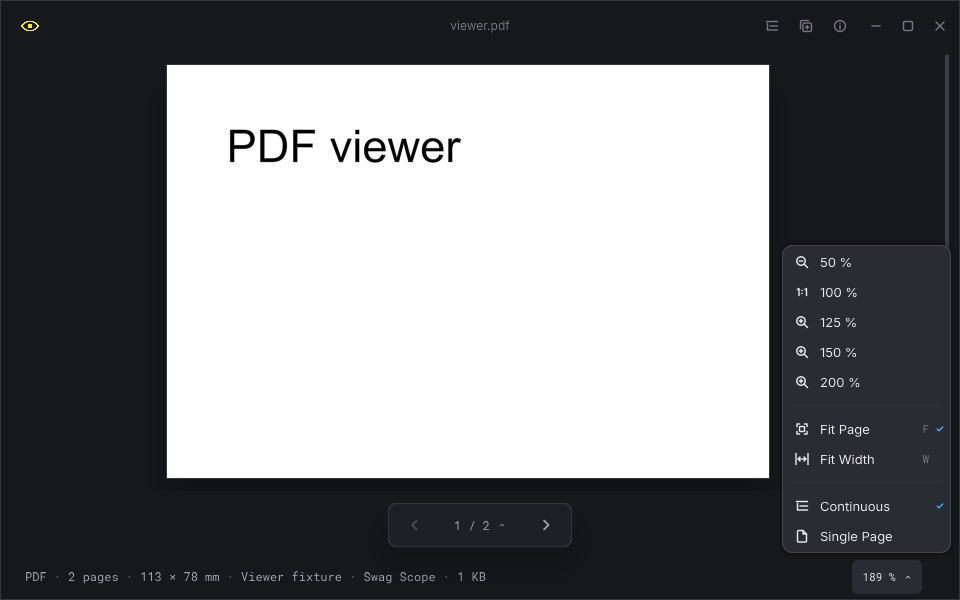 viewer.pdf
PDF viewer
50 %
1:1 100 %
125 %
150 %
200 %
Fit Page F
Fit Width W
Continuous
Single Page
1 / 2
PDF · 2 pages · 113 × 78 mm · Viewer fixture · Swag Scope · 1 KB
189 %